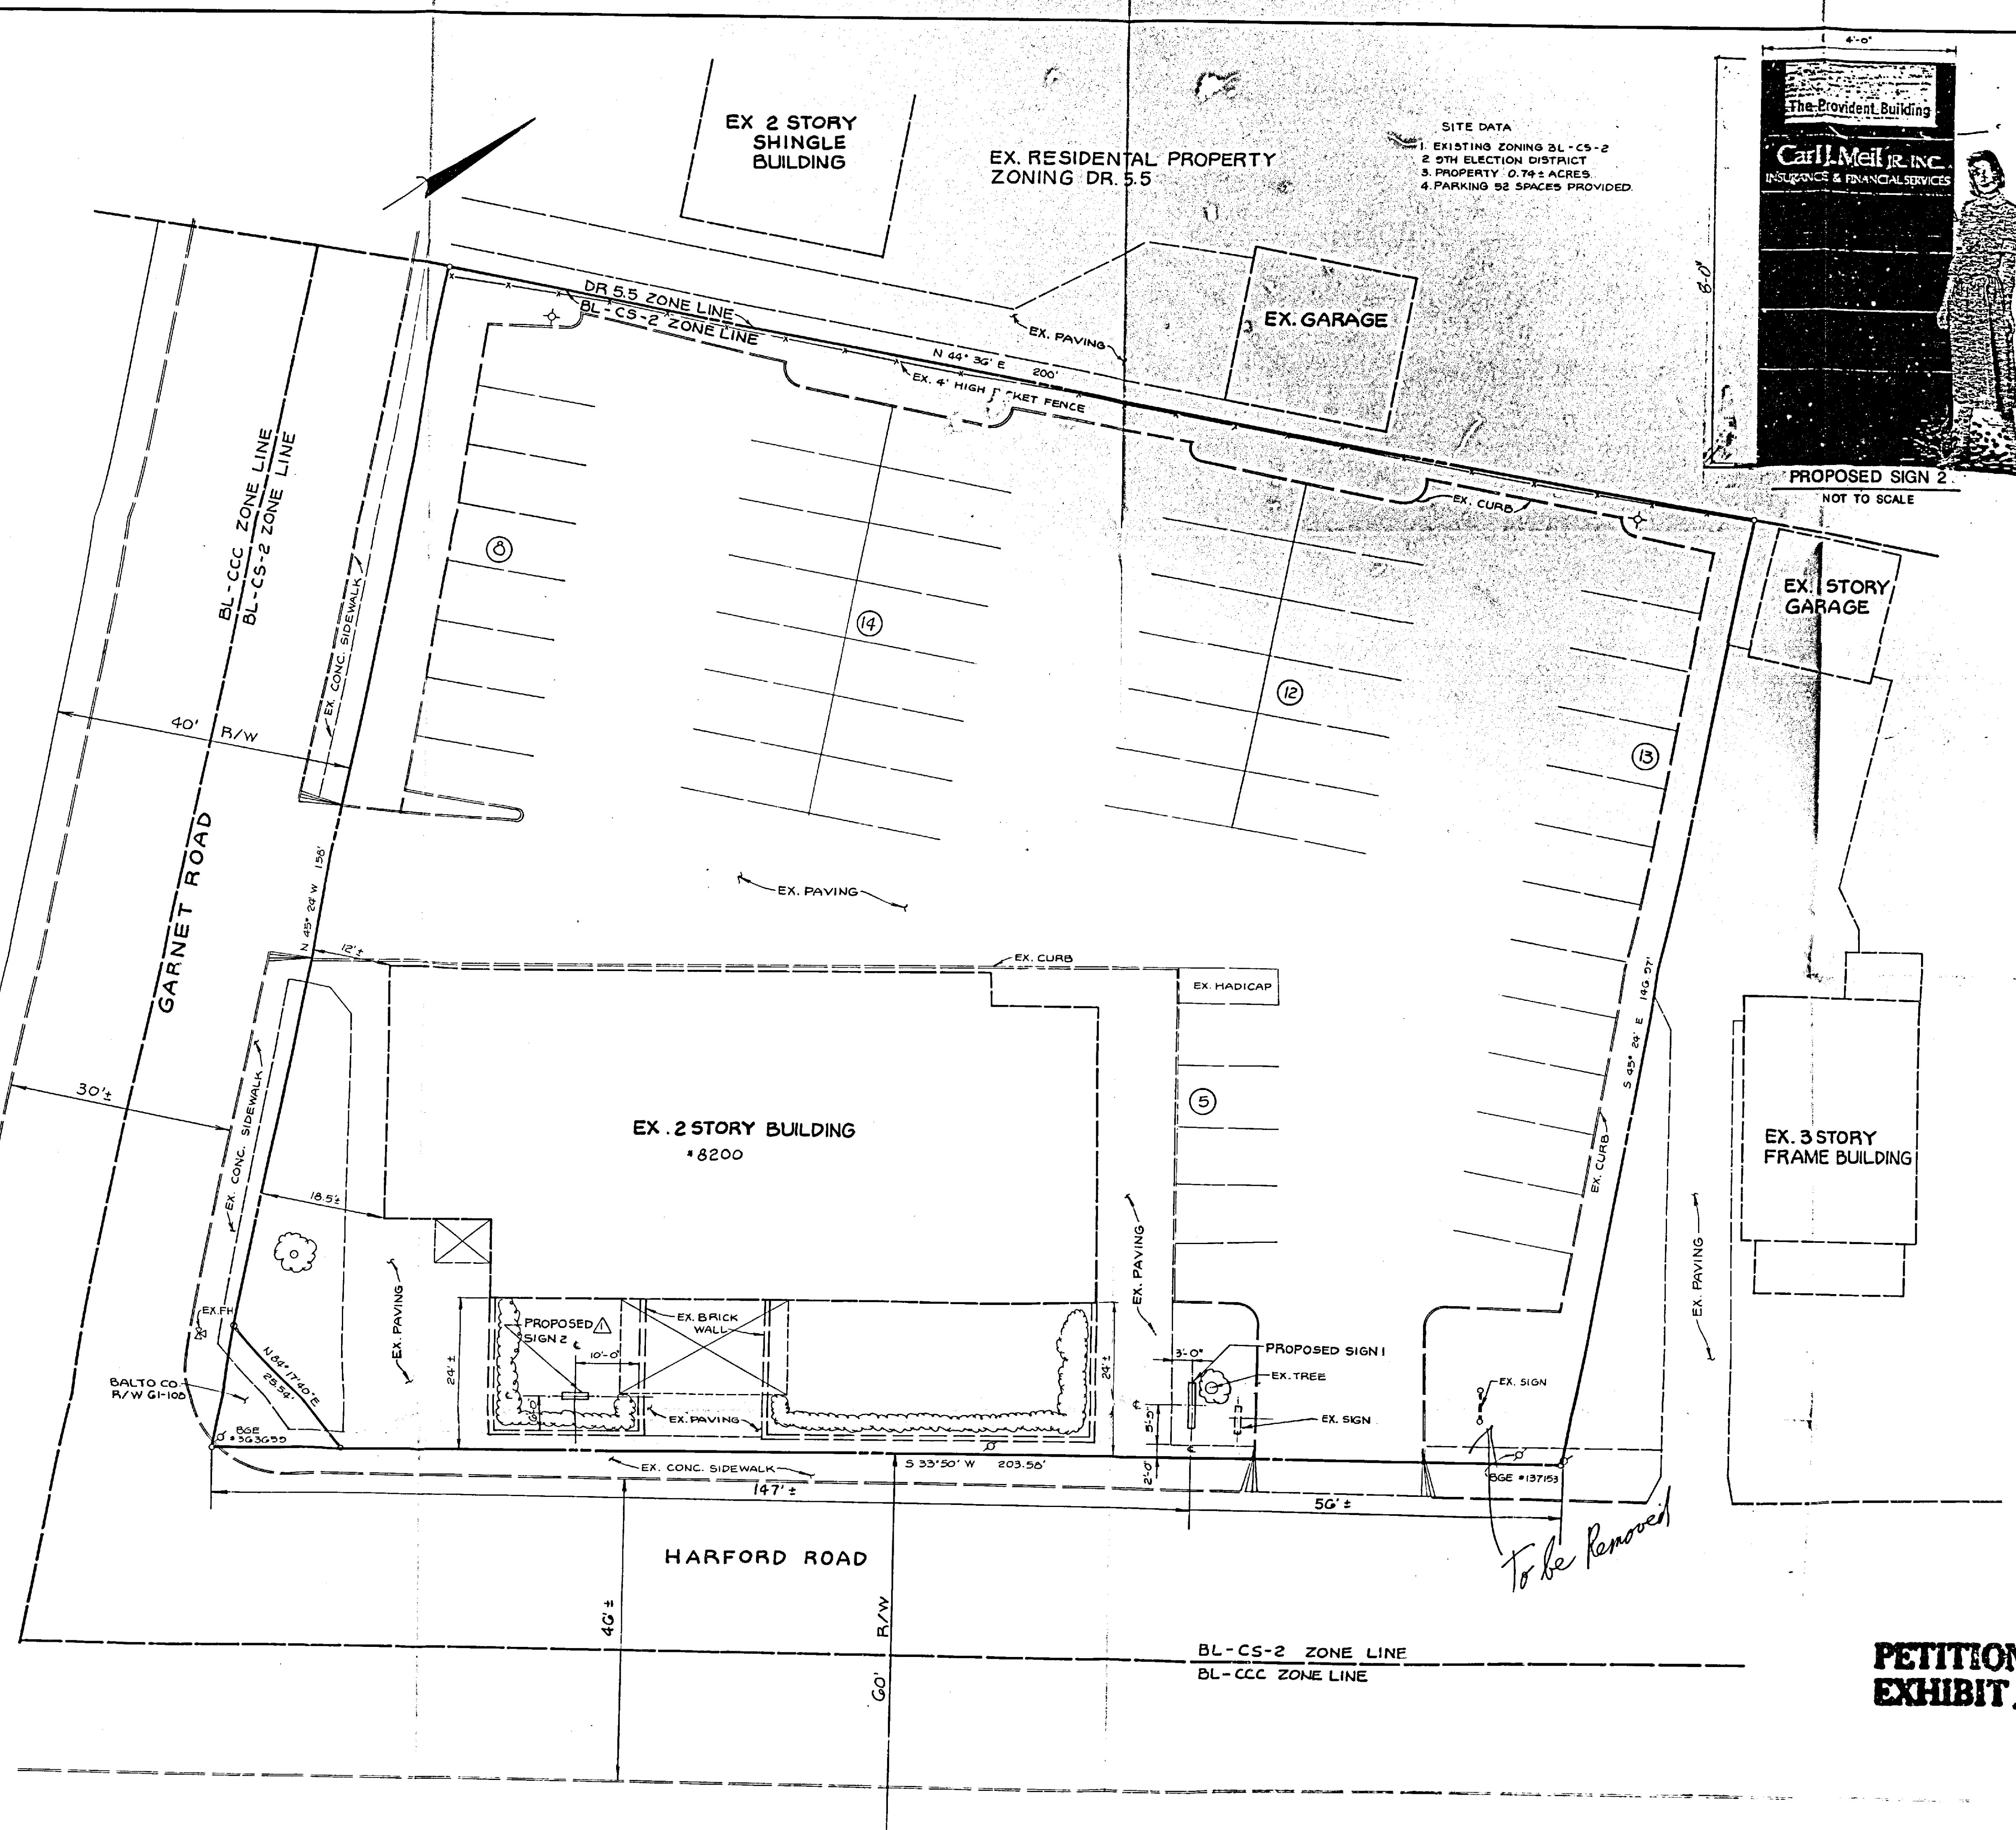 4'-0"
The Provident Building
Carl J. Meil JR. INC.
INSURANCE & FINANCIAL SERVICES
8'-0"
PROPOSED SIGN 2
NOT TO SCALE
EX 2 STORY
SHINGLE
BUILDING
EX. RESIDENTAL PROPERTY
ZONING DR. 5.5
SITE DATA
1. EXISTING ZONING BL-CS-2
2 9TH ELECTION DISTRICT
3. PROPERTY 0.74± ACRES.
4. PARKING 52 SPACES PROVIDED.
DR 5.5 ZONE LINE
BL-CS-2 ZONE LINE
EX. PAVING
EX. GARAGE
N 44° 36' E 200'
EX. 4' HIGH
KET FENCE
EX. CURB
EX. 1 STORY
GARAGE
BL-CCC ZONE LINE
BL-CS-2 ZONE LINE
EX. CONC. SIDEWALK
8
14
12
13
40' R/W
GARNET ROAD
N 45° 24' W 158'
EX. PAVING
12'±
EX. CURB
EX. HADICAP
S 45° 24' E 146.97'
30'±
EX. CONC. SIDEWALK
EX. 2 STORY BUILDING
#8200
5
EX. CURB
EX. 3 STORY
FRAME BUILDING
18.5'±
EX. PAVING
EX. PAVING
EX. PAVING
EX. FH
N 84° 17' 40" E
25.54'
BALTO CO.
R/W 61-108
BGE
#363659
24'±
PROPOSED 1
SIGN 2
10'-0"
6'-0"
EX. BRICK
WALL
EX. PAVING
24'±
3'-0"
PROPOSED SIGN 1
EX. TREE
EX. SIGN
EX. SIGN
5'-9"
2'-0"
EX. CONC. SIDEWALK
S 33° 50' W 203.58'
BGE #137153
147'±
56'±
To be Removed
HARFORD ROAD
46'±
60' R/W
BL-CS-2 ZONE LINE
BL-CCC ZONE LINE
PETITION
EXHIBIT